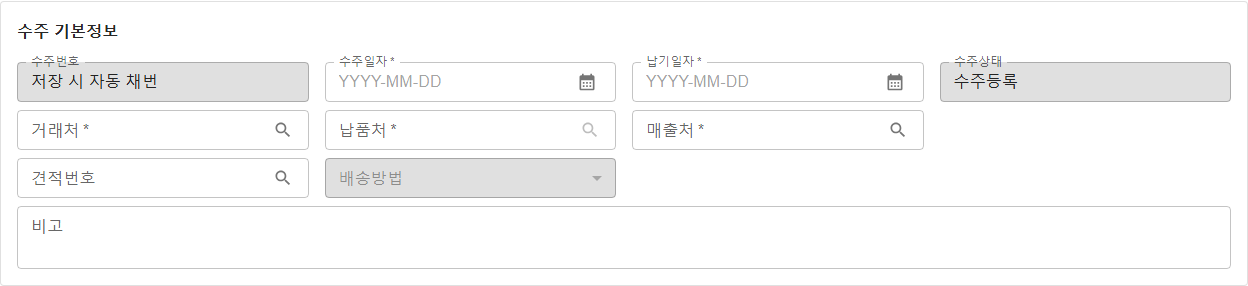 수주 기본정보
수주번호 수주일자 * 납기일자 * 수주상태
저장 시 자동 채번 YYYY-MM-DD YYYY-MM-DD 수주등록
거래처 * 납품처 * 매출처 *
견적번호 배송방법
비고